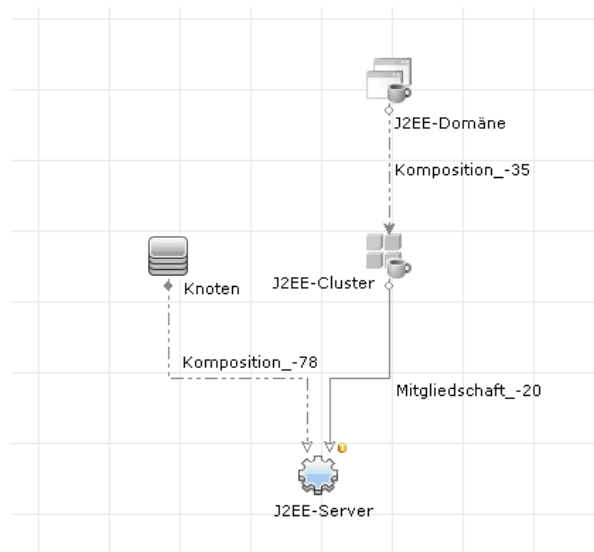 J2EE-Domäne
Komposition_-35
Knoten
J2EE-Cluster
Komposition_-78
Mitgliedschaft_-20
J2EE-Server